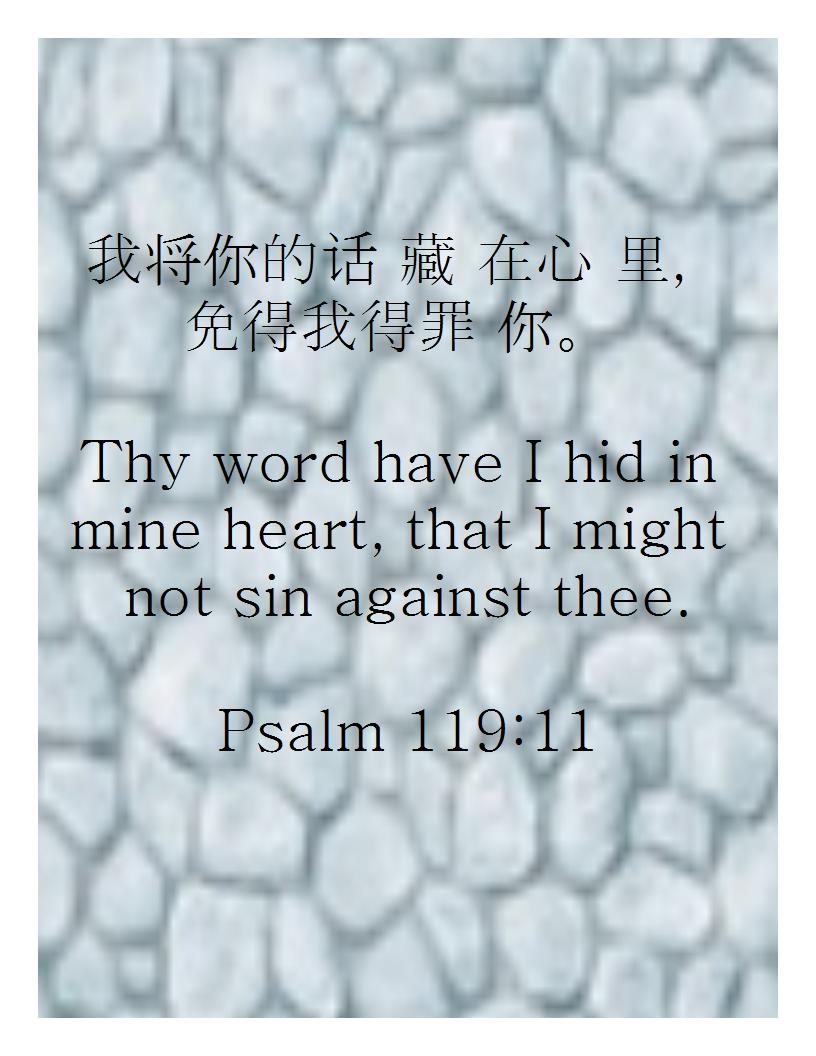 我将你的话 藏 在心 里,
免得我得罪 你。
Thy word have I hid in
mine heart, that I might
not sin against thee.
Psalm 119:11